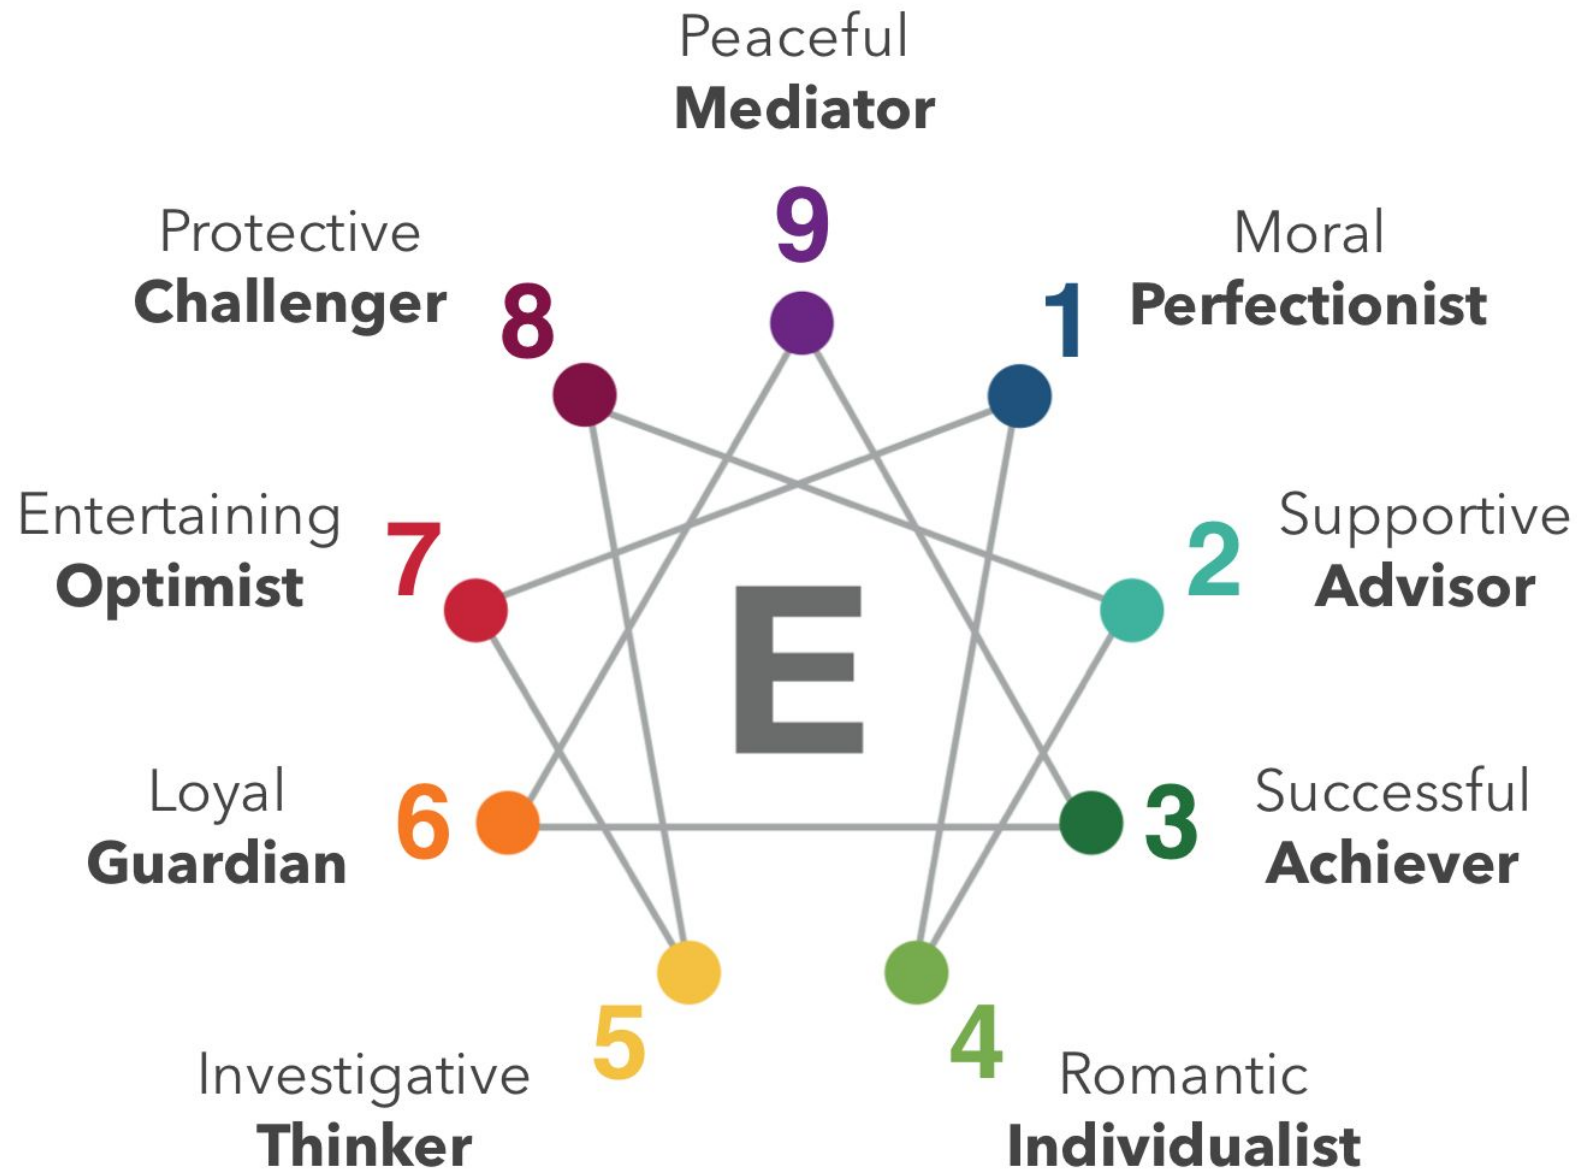 Peaceful
Mediator
9
Protective
Challenger
8
1
Moral
Perfectionist
Entertaining
Optimist
7
2
Supportive
Advisor
E
Loyal
Guardian
6
3
Successful
Achiever
5
Investigative
Thinker
4
Romantic
Individualist